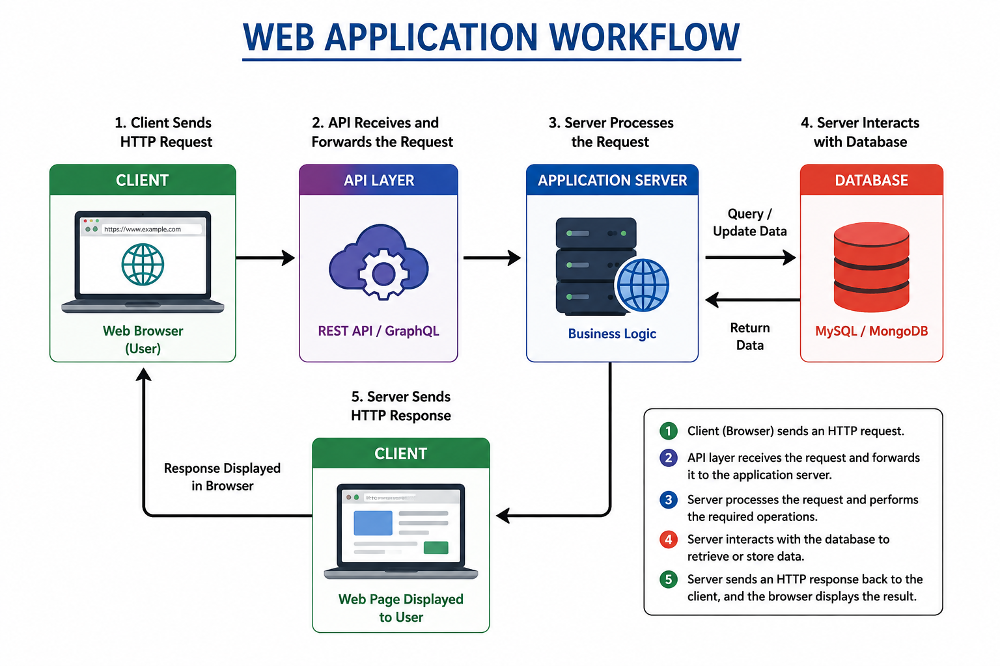 WEB APPLICATION WORKFLOW
1. Client Sends
HTTP Request
2. API Receives and
Forwards the Request
3. Server Processes
the Request
4. Server Interacts
with Database
CLIENT
https://www.example.com
Web Browser
(User)
API LAYER
REST API / GraphQL
APPLICATION SERVER
Business Logic
Query /
Update Data
Return
Data
DATABASE
MySQL / MongoDB
5. Server Sends
HTTP Response
CLIENT
Web Page Displayed
to User
Response Displayed
in Browser
1 Client (Browser) sends an HTTP request.
2 API layer receives the request and forwards
it to the application server.
3 Server processes the request and performs
the required operations.
4 Server interacts with the database to
retrieve or store data.
5 Server sends an HTTP response back to the
client, and the browser displays the result.